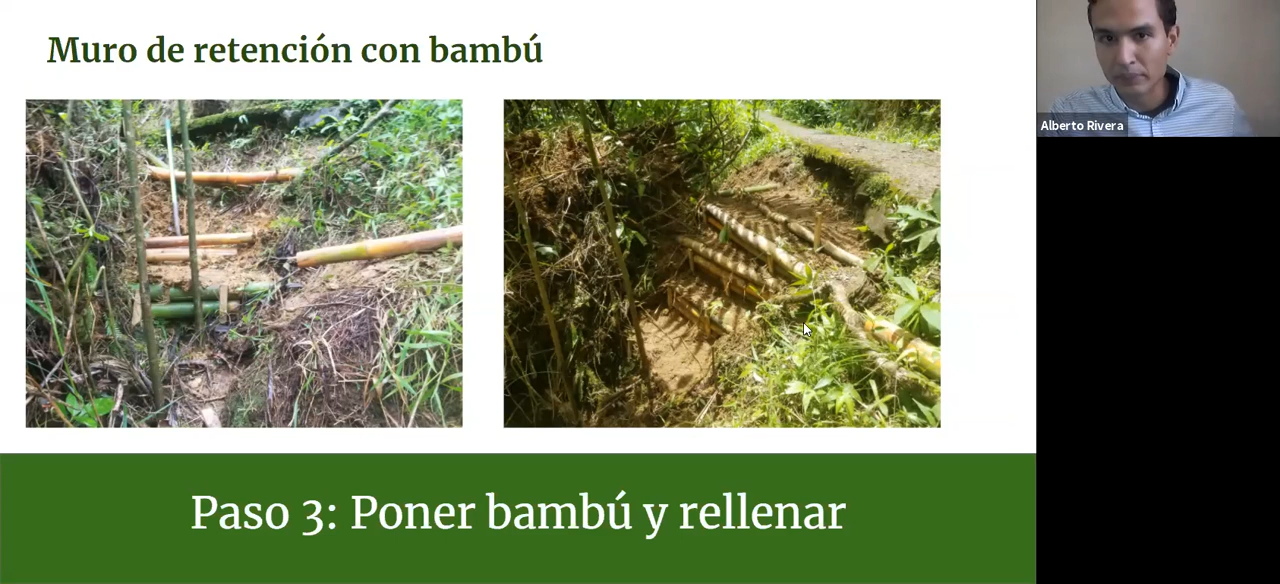 Muro de retención con bambú
Alberto Rivera
Paso 3: Poner bambú y rellenar